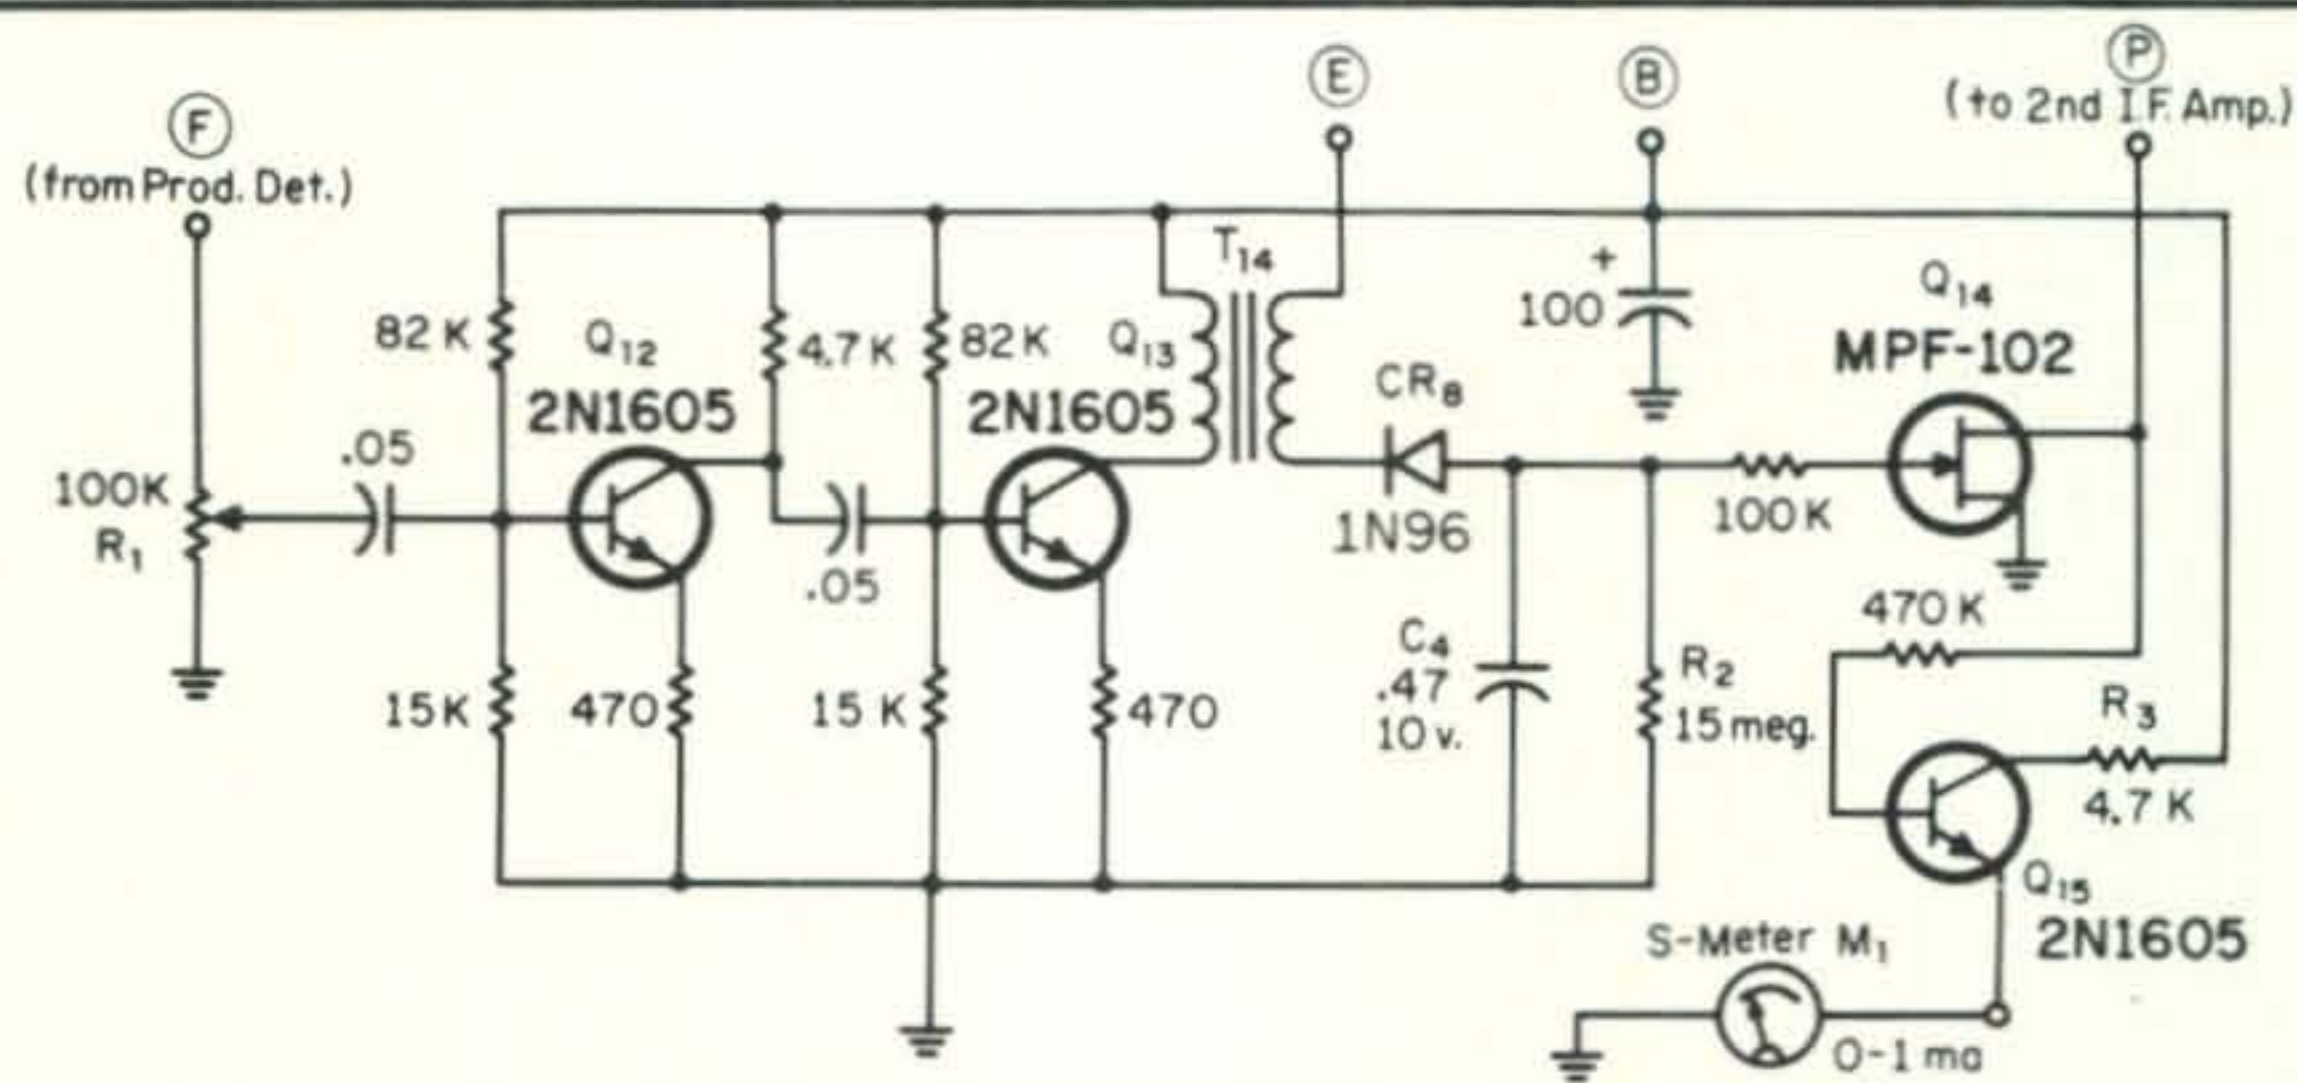 F
(from Prod. Det.)
E
B
P
(to 2nd I.F. Amp.)
T14
+
100
Q14
MPF-102
82 K
Q12
2N1605
4.7 K
82 K
Q13
2N1605
CR8
1N96
.05
100K
R1
.05
100 K
470 K
15K
470
15 K
470
C4
.47
10 v.
R2
15 meg.
R3
4.7 K
Q15
2N1605
S-Meter M1
0-1 ma